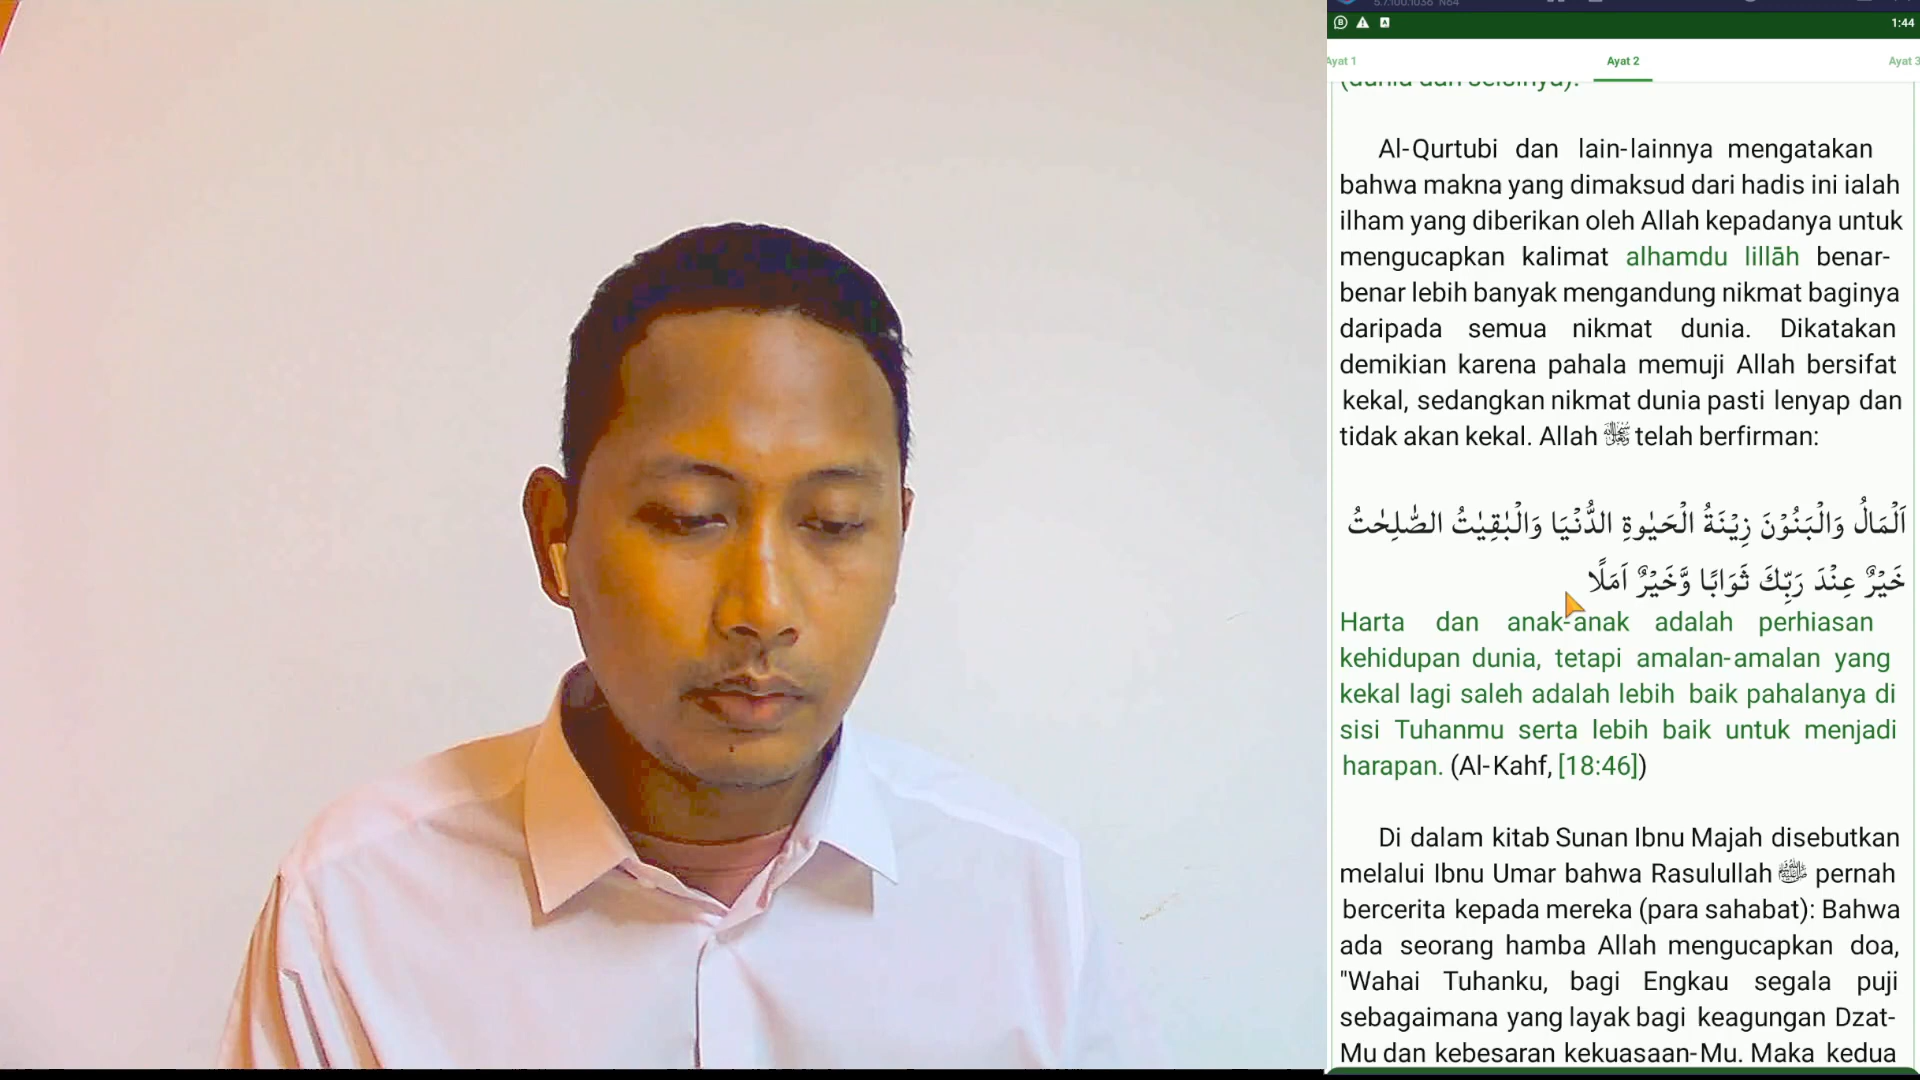 5.7.100.1036 N64
1:44
Ayat 1
Ayat 2
Ayat 3
(dunia dan seisinya).
Al-Qurtubi dan lain-lainnya mengatakan
bahwa makna yang dimaksud dari hadis ini ialah
ilham yang diberikan oleh Allah kepadanya untuk
mengucapkan kalimat alhamdu lillāh benar-
benar lebih banyak mengandung nikmat baginya
daripada semua nikmat dunia. Dikatakan
demikian karena pahala memuji Allah bersifat
kekal, sedangkan nikmat dunia pasti lenyap dan
tidak akan kekal. Allah ﷾ telah berfirman:
اَلْمَالُ وَالْبَنُوْنَ زِيْنَةُ الْحَيٰوةِ الدُّنْيَا وَالْبٰقِيٰتُ الصّٰلِحٰتُ
خَيْرٌ عِنْدَ رَبِّكَ ثَوَابًا وَّخَيْرٌ اَمَلًا
Harta dan anak-anak adalah perhiasan
kehidupan dunia, tetapi amalan-amalan yang
kekal lagi saleh adalah lebih baik pahalanya di
sisi Tuhanmu serta lebih baik untuk menjadi
harapan. (Al-Kahf, [18:46])
Di dalam kitab Sunan Ibnu Majah disebutkan
melalui Ibnu Umar bahwa Rasulullah ﷺ pernah
bercerita kepada mereka (para sahabat): Bahwa
ada seorang hamba Allah mengucapkan doa,
"Wahai Tuhanku, bagi Engkau segala puji
sebagaimana yang layak bagi keagungan Dzat-
Mu dan kebesaran kekuasaan-Mu. Maka kedua